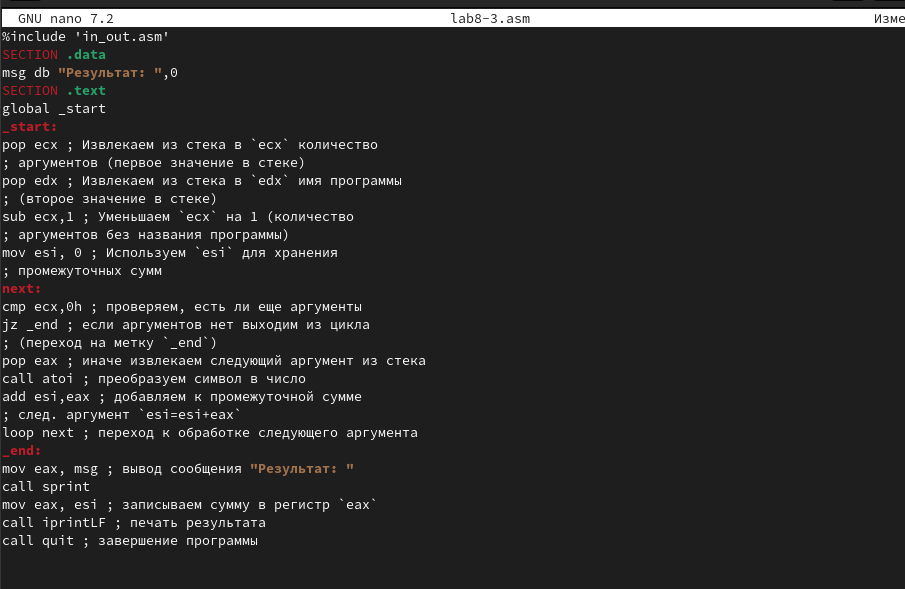 GNU nano 7.2 lab8-3.asm Изме
%include 'in_out.asm'
SECTION .data
msg db "Результат: ",0
SECTION .text
global _start
_start:
pop ecx ; Извлекаем из стека в `ecx` количество
; аргументов (первое значение в стеке)
pop edx ; Извлекаем из стека в `edx` имя программы
; (второе значение в стеке)
sub ecx,1 ; Уменьшаем `ecx` на 1 (количество
; аргументов без названия программы)
mov esi, 0 ; Используем `esi` для хранения
; промежуточных сумм
next:
cmp ecx,0h ; проверяем, есть ли еще аргументы
jz _end ; если аргументов нет выходим из цикла
; (переход на метку `_end`)
pop eax ; иначе извлекаем следующий аргумент из стека
call atoi ; преобразуем символ в число
add esi,eax ; добавляем к промежуточной сумме
; след. аргумент `esi=esi+eax`
loop next ; переход к обработке следующего аргумента
_end:
mov eax, msg ; вывод сообщения "Результат: "
call sprint
mov eax, esi ; записываем сумму в регистр `eax`
call iprintLF ; печать результата
call quit ; завершение программы